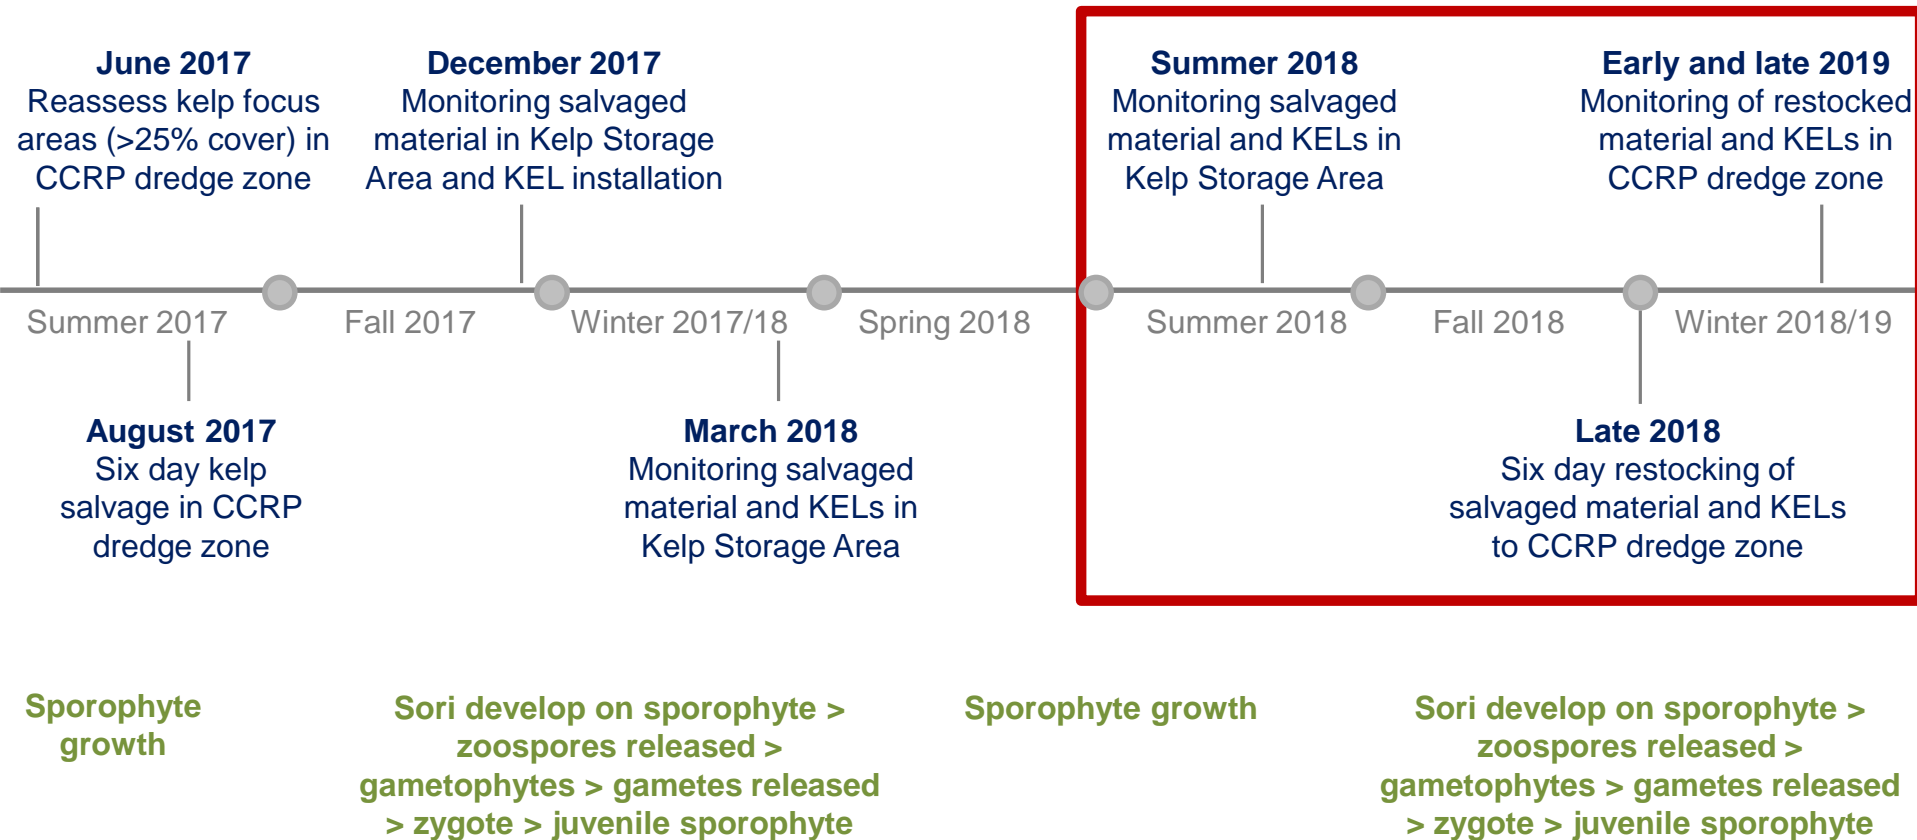 June 2017
Reassess kelp focus
areas (>25% cover) in
CCRP dredge zone
December 2017
Monitoring salvaged
material in Kelp Storage
Area and KEL installation
Summer 2018
Monitoring salvaged
material and KELs in
Kelp Storage Area
Early and late 2019
Monitoring of restocked
material and KELs in
CCRP dredge zone
Summer 2017
Fall 2017
Winter 2017/18
Spring 2018
Summer 2018
Fall 2018
Winter 2018/19
August 2017
Six day kelp
salvage in CCRP
dredge zone
March 2018
Monitoring salvaged
material and KELs in
Kelp Storage Area
Late 2018
Six day restocking of
salvaged material and KELs
to CCRP dredge zone
Sporophyte
growth
Sori develop on sporophyte >
zoospores released >
gametophytes > gametes released
> zygote > juvenile sporophyte
Sporophyte growth
Sori develop on sporophyte >
zoospores released >
gametophytes > gametes released
> zygote > juvenile sporophyte